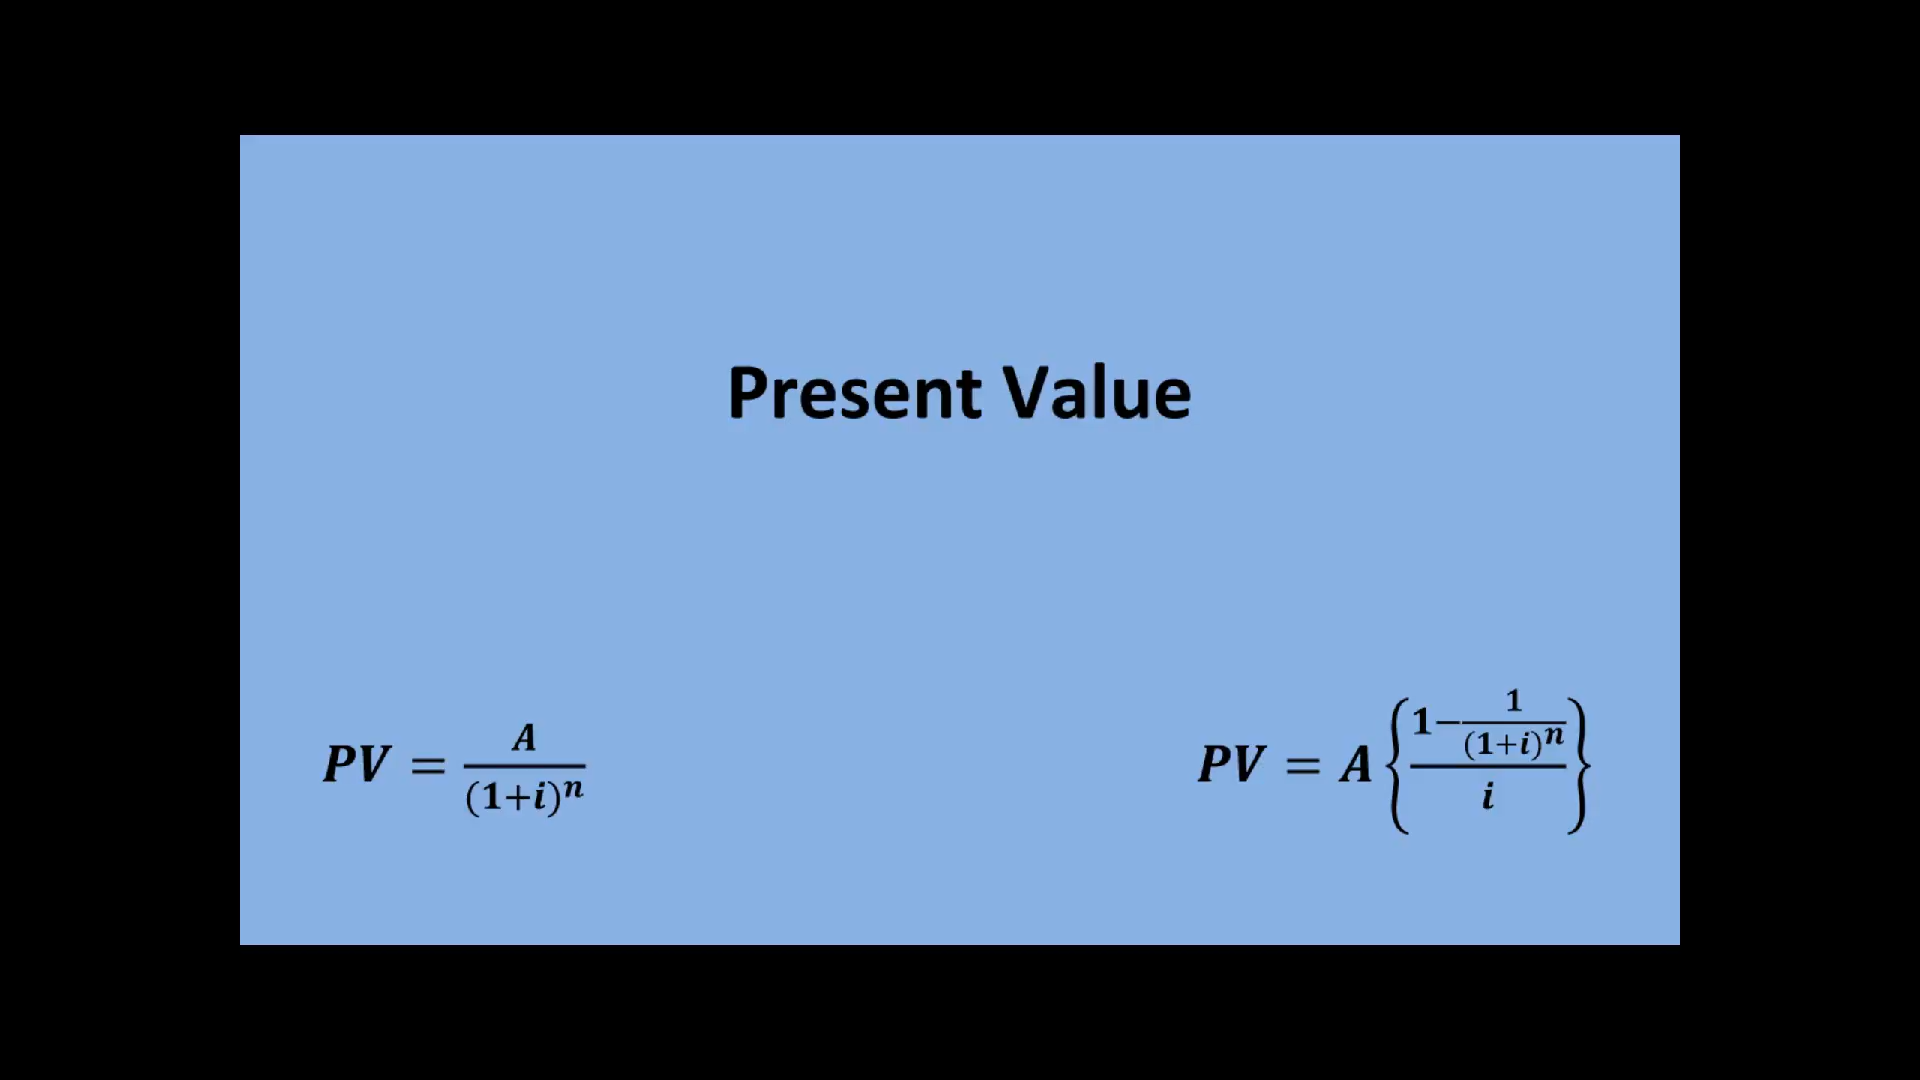 Present Value
PV = A/(1+i)^n
PV = A{(1−1/(1+i)^n)/i}